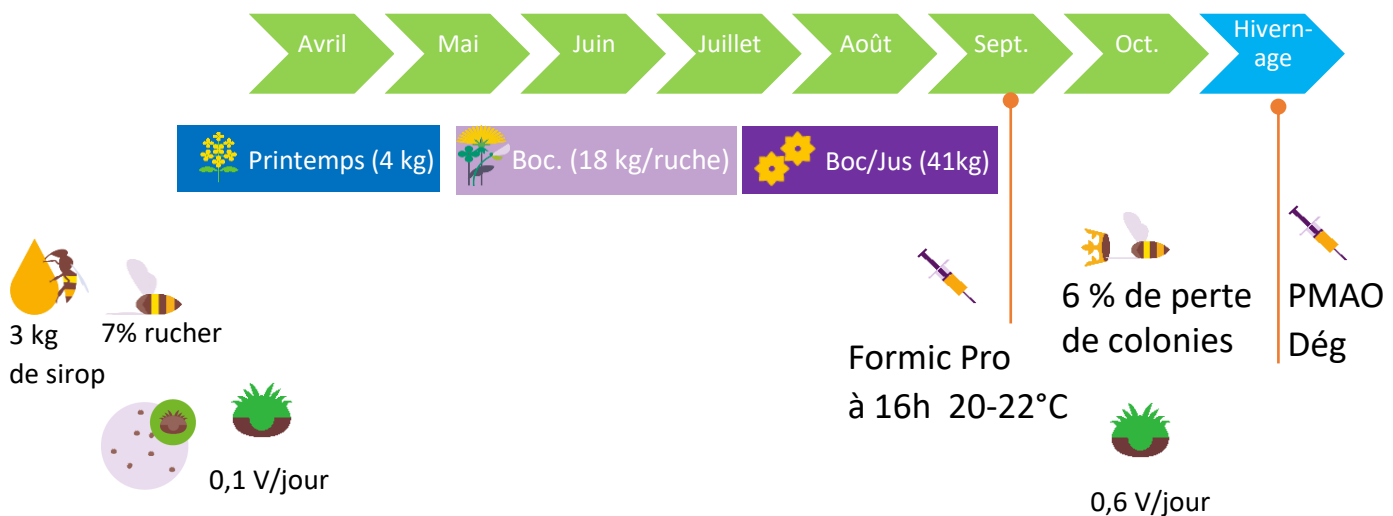 Avril
Mai
Juin
Juillet
Août
Sept.
Oct.
Hivern-
age
Printemps (4 kg)
Boc. (18 kg/ruche)
Boc/Jus (41kg)
3 kg
de sirop
7% rucher
0,1 V/jour
Formic Pro
à 16h 20-22°C
6 % de perte
de colonies
0,6 V/jour
PMAO
Dég